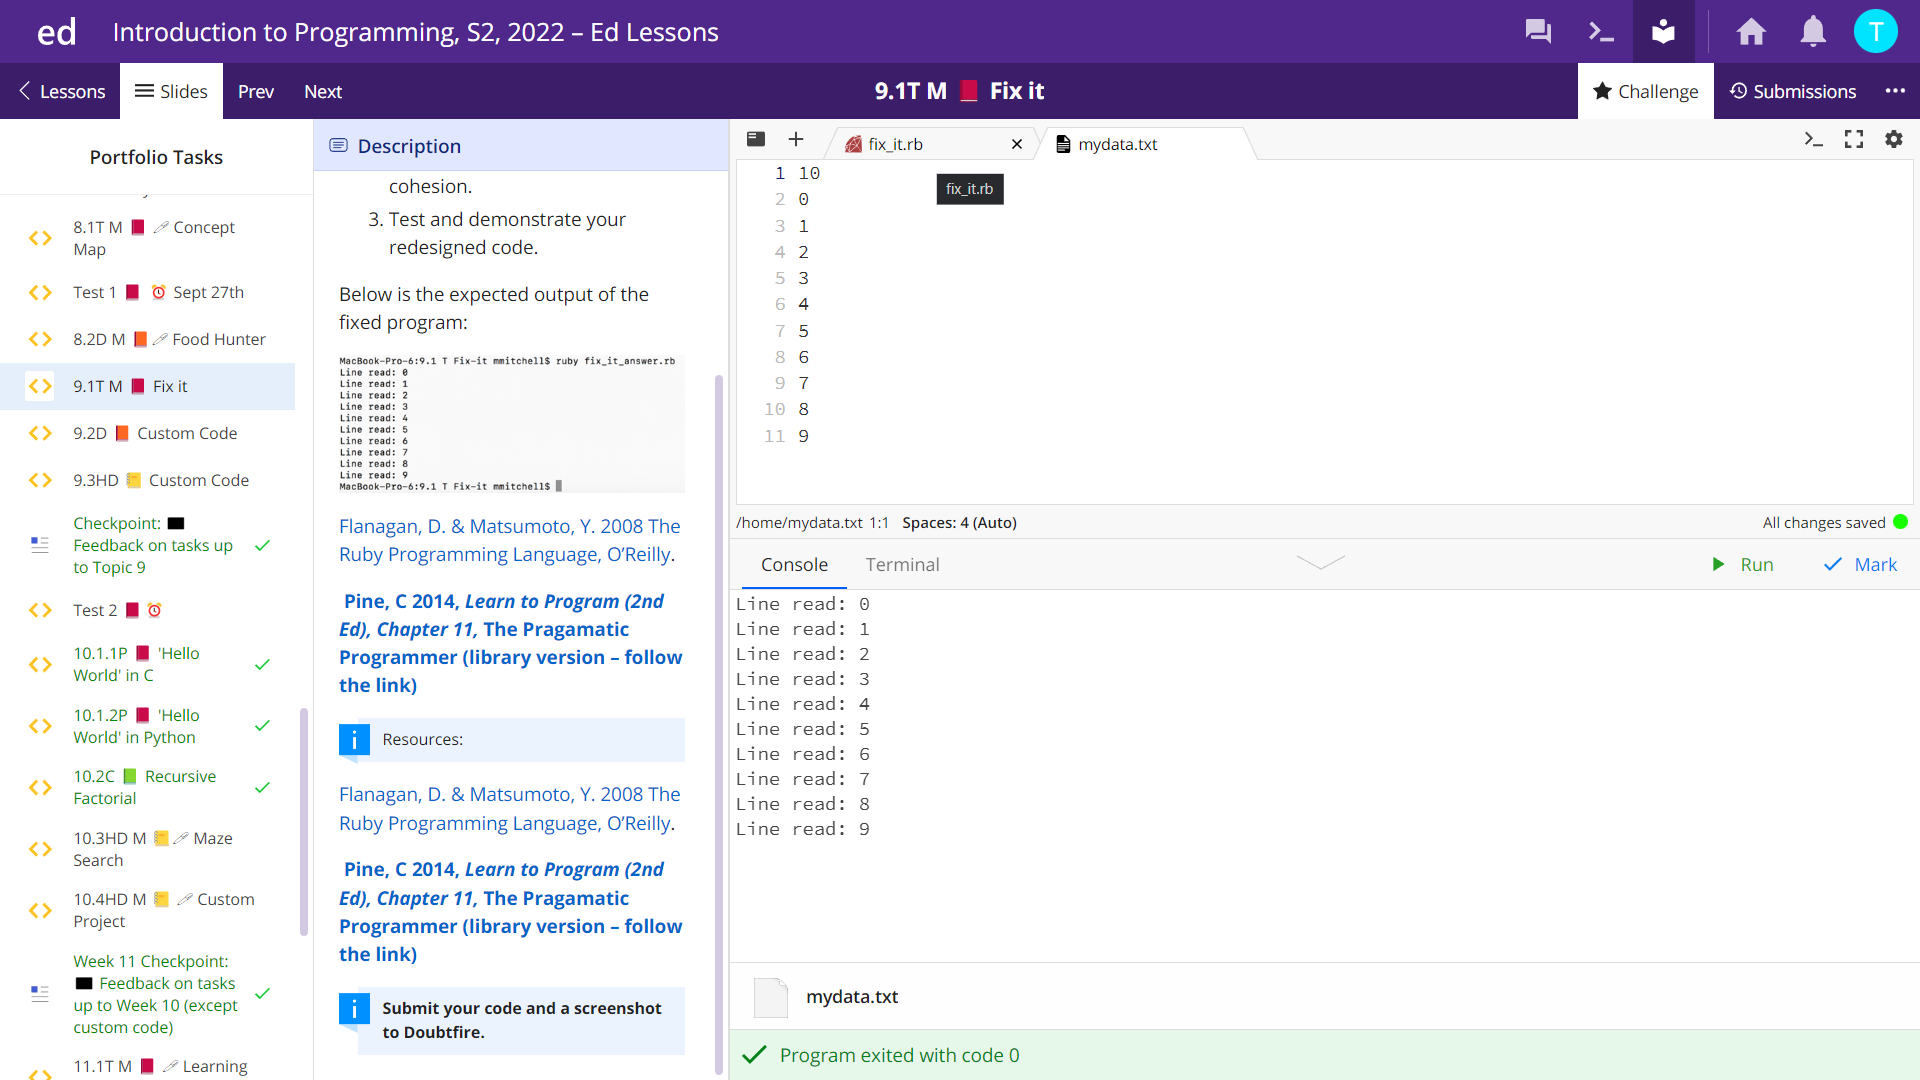 ed
Introduction to Programming, S2, 2022 – Ed Lessons
T
Lessons
Slides
Prev
Next
9.1T M 📕 Fix it
Challenge
Submissions
Portfolio Tasks
8.1T M 📕 🖊 Concept
Map
Test 1 📕 ⏰ Sept 27th
8.2D M 📙 🖊 Food Hunter
9.1T M 📕 Fix it
9.2D 📙 Custom Code
9.3HD 📒 Custom Code
Checkpoint:
Feedback on tasks up
to Topic 9
Test 2 📕 ⏰
10.1.1P 📕 'Hello
World' in C
10.1.2P 📕 'Hello
World' in Python
10.2C 📗 Recursive
Factorial
10.3HD M 📒 🖊 Maze
Search
10.4HD M 📒 🖊 Custom
Project
Week 11 Checkpoint:
Feedback on tasks
up to Week 10 (except
custom code)
11.1T M 📕 🖊 Learning
Description
cohesion.
3. Test and demonstrate your
redesigned code.
Below is the expected output of the
fixed program:
MacBook-Pro-6:9.1 T Fix-it mmitchell$ ruby fix_it_answer.rb
Line read: 0
Line read: 1
Line read: 2
Line read: 3
Line read: 4
Line read: 5
Line read: 6
Line read: 7
Line read: 8
Line read: 9
MacBook-Pro-6:9.1 T Fix-it mmitchell$
Flanagan, D. & Matsumoto, Y. 2008 The
Ruby Programming Language, O’Reilly.
Pine, C 2014, Learn to Program (2nd
Ed), Chapter 11, The Pragamatic
Programmer (library version – follow
the link)
i Resources:
Flanagan, D. & Matsumoto, Y. 2008 The
Ruby Programming Language, O’Reilly.
Pine, C 2014, Learn to Program (2nd
Ed), Chapter 11, The Pragamatic
Programmer (library version – follow
the link)
i Submit your code and a screenshot
to Doubtfire.
fix_it.rb
mydata.txt
fix_it.rb
1 10
2 0
3 1
4 2
5 3
6 4
7 5
8 6
9 7
10 8
11 9
/home/mydata.txt 1:1 Spaces: 4 (Auto)
All changes saved
Console
Terminal
Run
Mark
Line read: 0
Line read: 1
Line read: 2
Line read: 3
Line read: 4
Line read: 5
Line read: 6
Line read: 7
Line read: 8
Line read: 9
mydata.txt
Program exited with code 0